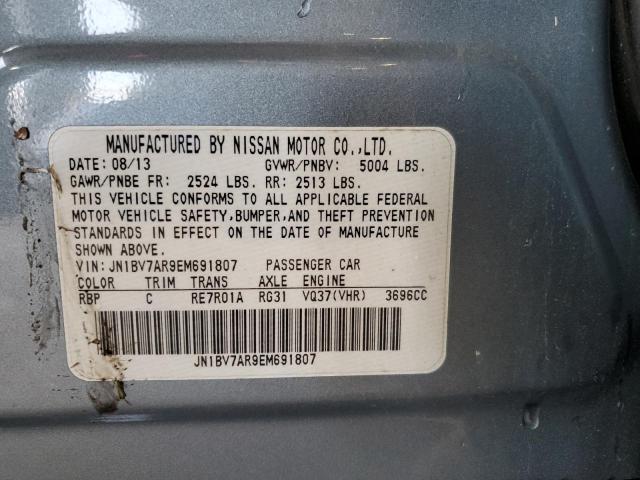 MANUFACTURED BY NISSAN MOTOR CO.,LTD.
DATE: 08/13 GVWR/PNBV: 5004 LBS.
GAWR/PNBE FR: 2524 LBS. RR: 2513 LBS.
THIS VEHICLE CONFORMS TO ALL APPLICABLE FEDERAL
MOTOR VEHICLE SAFETY,BUMPER,AND THEFT PREVENTION
STANDARDS IN EFFECT ON THE DATE OF MANUFACTURE
SHOWN ABOVE.
VIN: JN1BV7AR9EM691807 PASSENGER CAR
COLOR TRIM TRANS AXLE ENGINE
RBP C RE7R01A RG31 VQ37(VHR) 3696CC
JN1BV7AR9EM691807